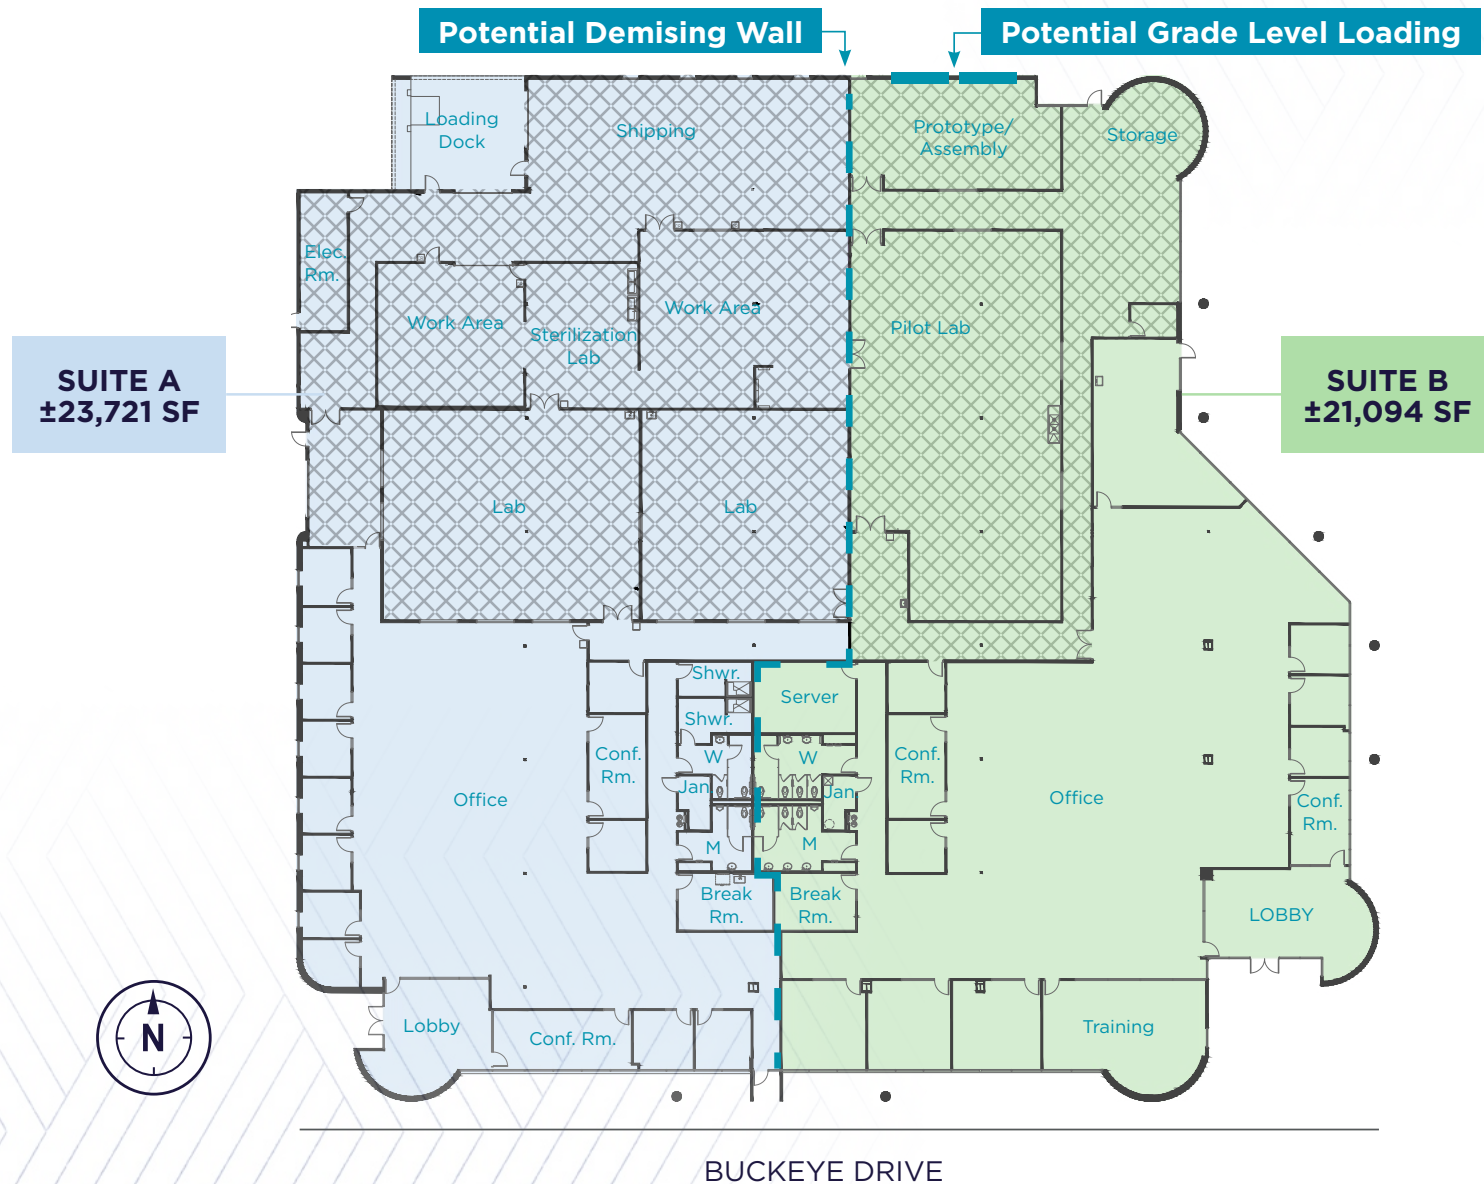 Potential Demising Wall
Potential Grade Level Loading
Loading
Dock
Shipping
Prototype/
Assembly
Storage
Elec.
Rm.
Work Area
Sterilization
Lab
Work Area
Pilot Lab
SUITE A
±23,721 SF
SUITE B
±21,094 SF
Lab
Lab
Shwr.
Shwr.
Server
W
W
Jan
Jan
Conf.
Rm.
Conf.
Rm.
Office
Office
Conf.
Rm.
M
M
Break
Rm.
Break
Rm.
LOBBY
Lobby
Conf. Rm.
Training
N
BUCKEYE DRIVE